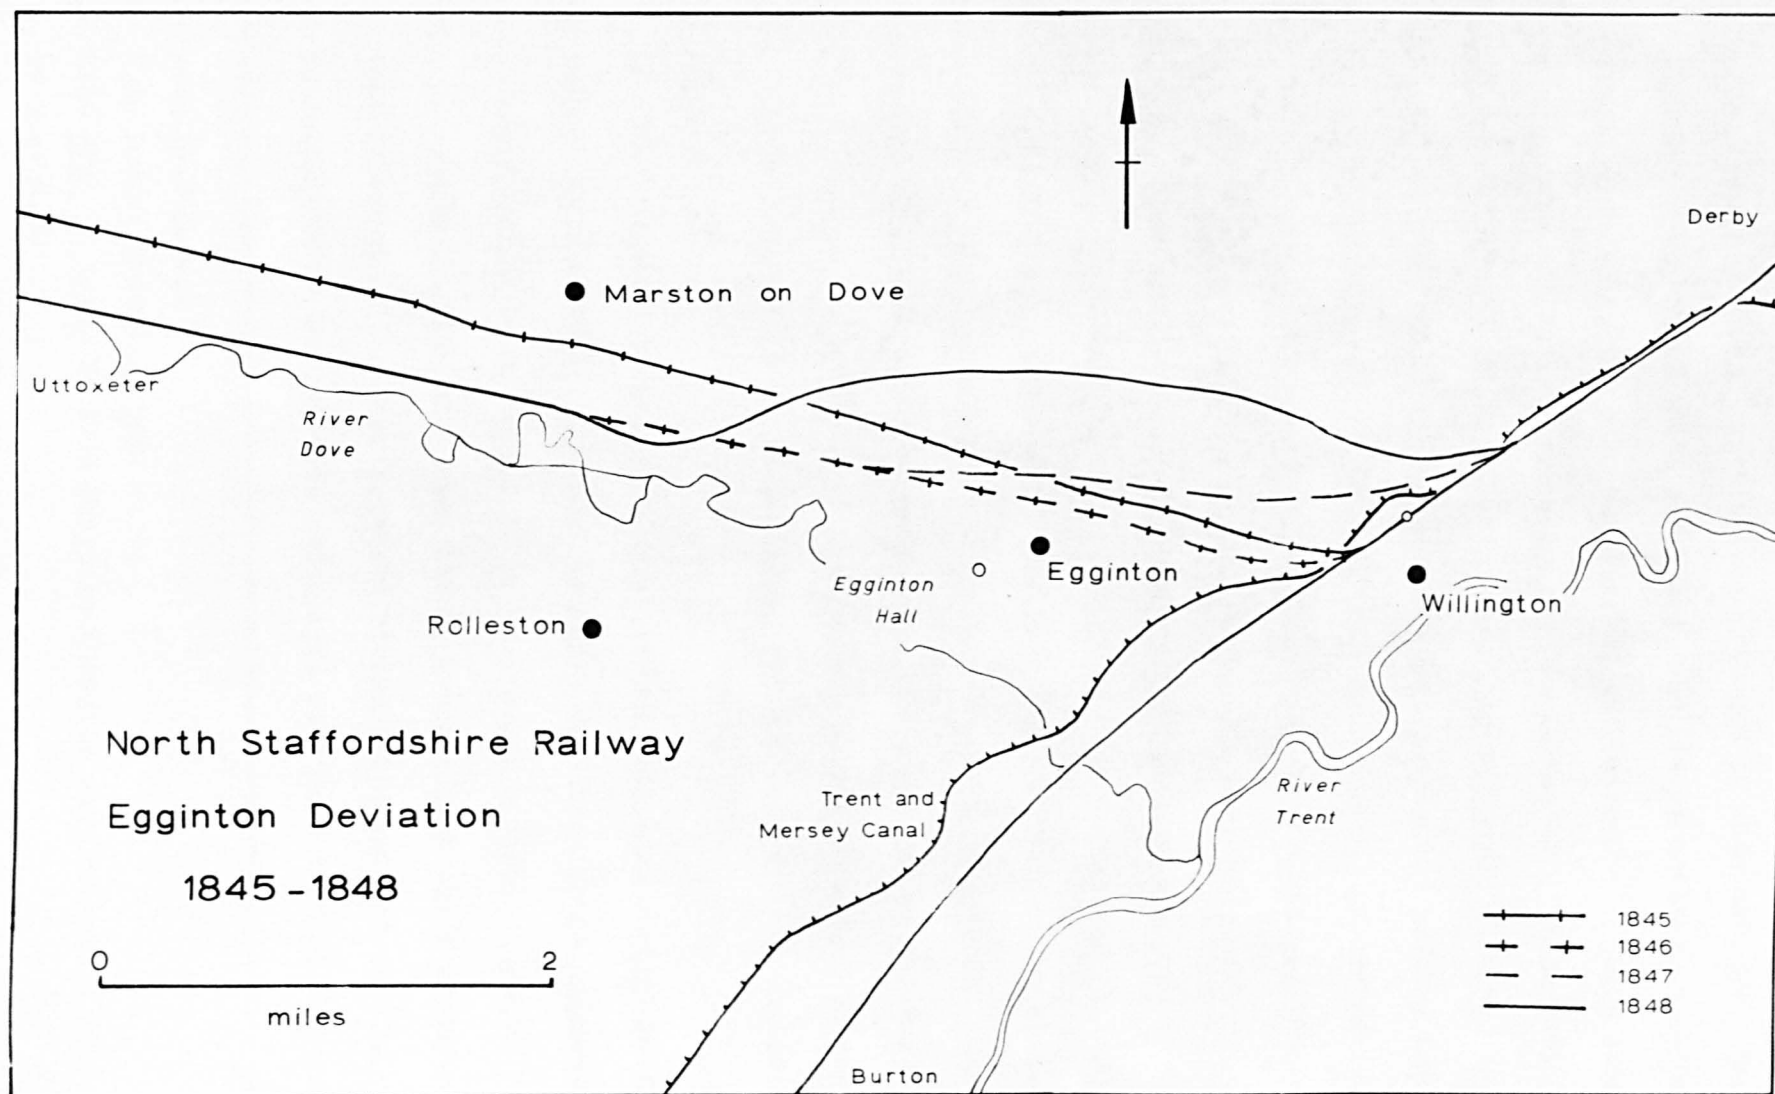 Derby
Marston on Dove
Uttoxeter
River
Dove
Egginton
Egginton
Hall
Willington
Rolleston
North Staffordshire Railway
Egginton Deviation
1845-1848
River
Trent
Trent and
Mersey Canal
0 2
miles
1845
1846
1847
1848
Burton